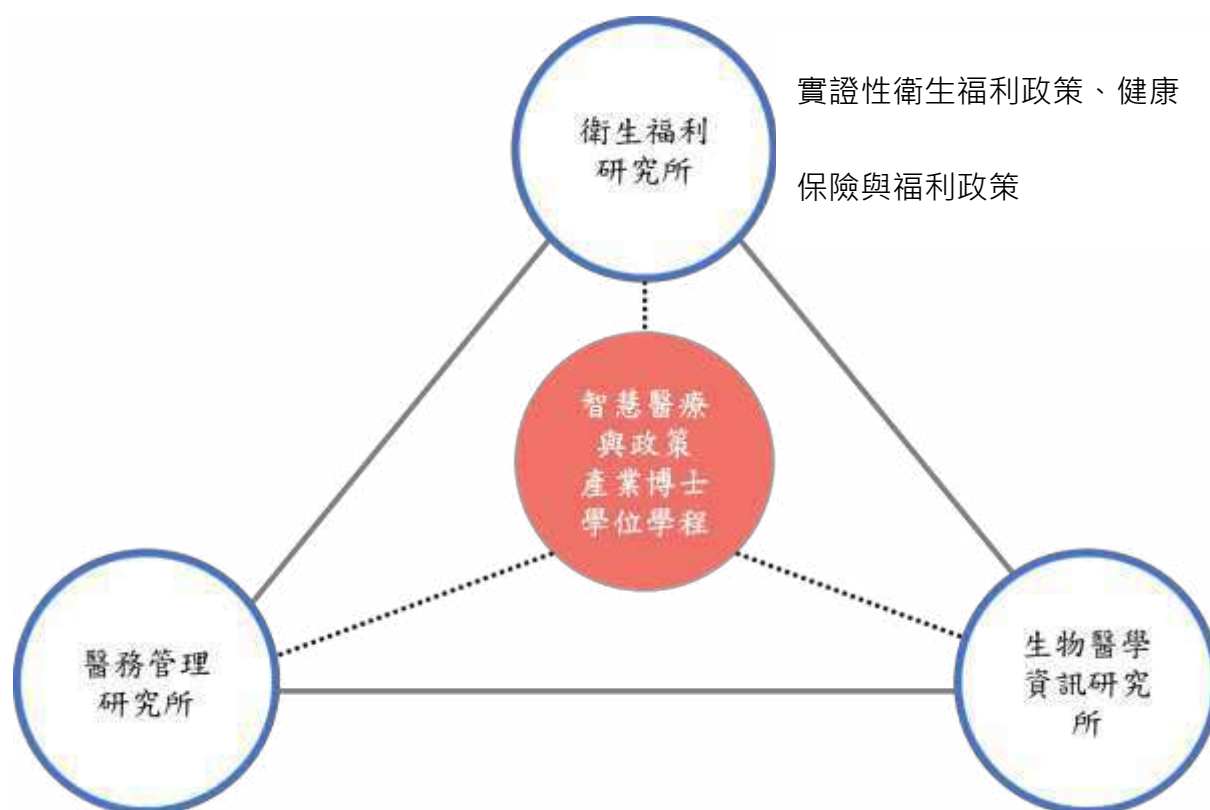 衛生福利
研究所
實證性衛生福利政策、健康
保險與福利政策
智慧醫療
與政策
產業博士
學位學程
醫務管理
研究所
生物醫學
資訊研究
所